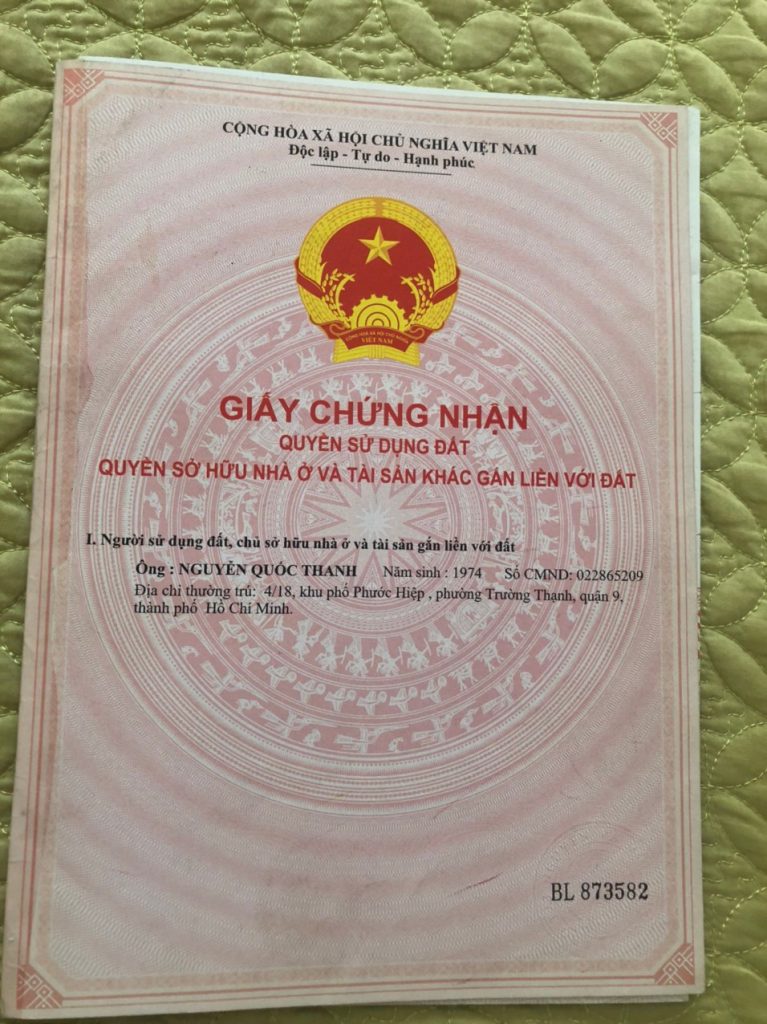 CỘNG HÒA XÃ HỘI CHỦ NGHĨA VIỆT NAM
Độc lập - Tự do - Hạnh phúc
CỘNG HÒA XÃ HỘI CHỦ NGHĨA
VIỆT NAM
GIẤY CHỨNG NHẬN
QUYỀN SỬ DỤNG ĐẤT
QUYỀN SỞ HỮU NHÀ Ở VÀ TÀI SẢN KHÁC GẮN LIỀN VỚI ĐẤT
I. Người sử dụng đất, chủ sở hữu nhà ở và tài sản gắn liền với đất
Ông : NGUYỄN QUỐC THANH Năm sinh : 1974 Số CMND: 022865209
Địa chỉ thường trú: 4/18, khu phố Phước Hiệp , phường Trường Thạnh, quận 9,
thành phố Hồ Chí Minh.
BL 873582